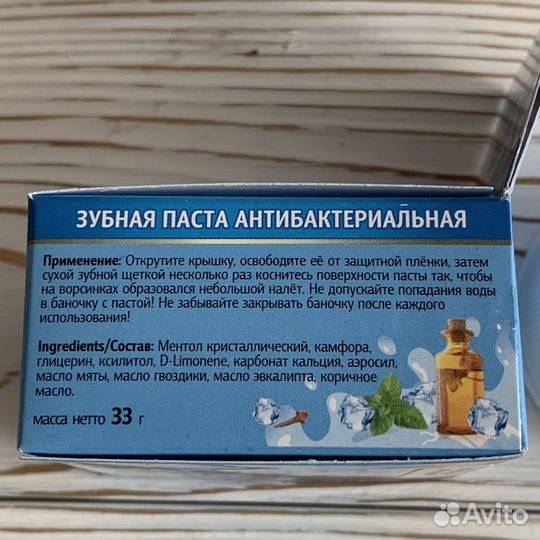 ЗУБНАЯ ПАСТА АНТИБАКТЕРИАЛЬНАЯ
Применение: Открутите крышку, освободите её от защитной плёнки, затем
сухой зубной щеткой несколько раз коснитесь поверхности пасты так, чтобы
на ворсинках образовался небольшой налёт. Не допускайте попадания воды
в баночку с пастой! Не забывайте закрывать баночку после каждого
использования!
Ingredients/Состав: Ментол кристаллический, камфора,
глицерин, ксилитол, D-Limonene, карбонат кальция, аэросил,
масло мяты, масло гвоздики, масло эвкалипта, коричное
масло.
масса нетто 33 г
Avito